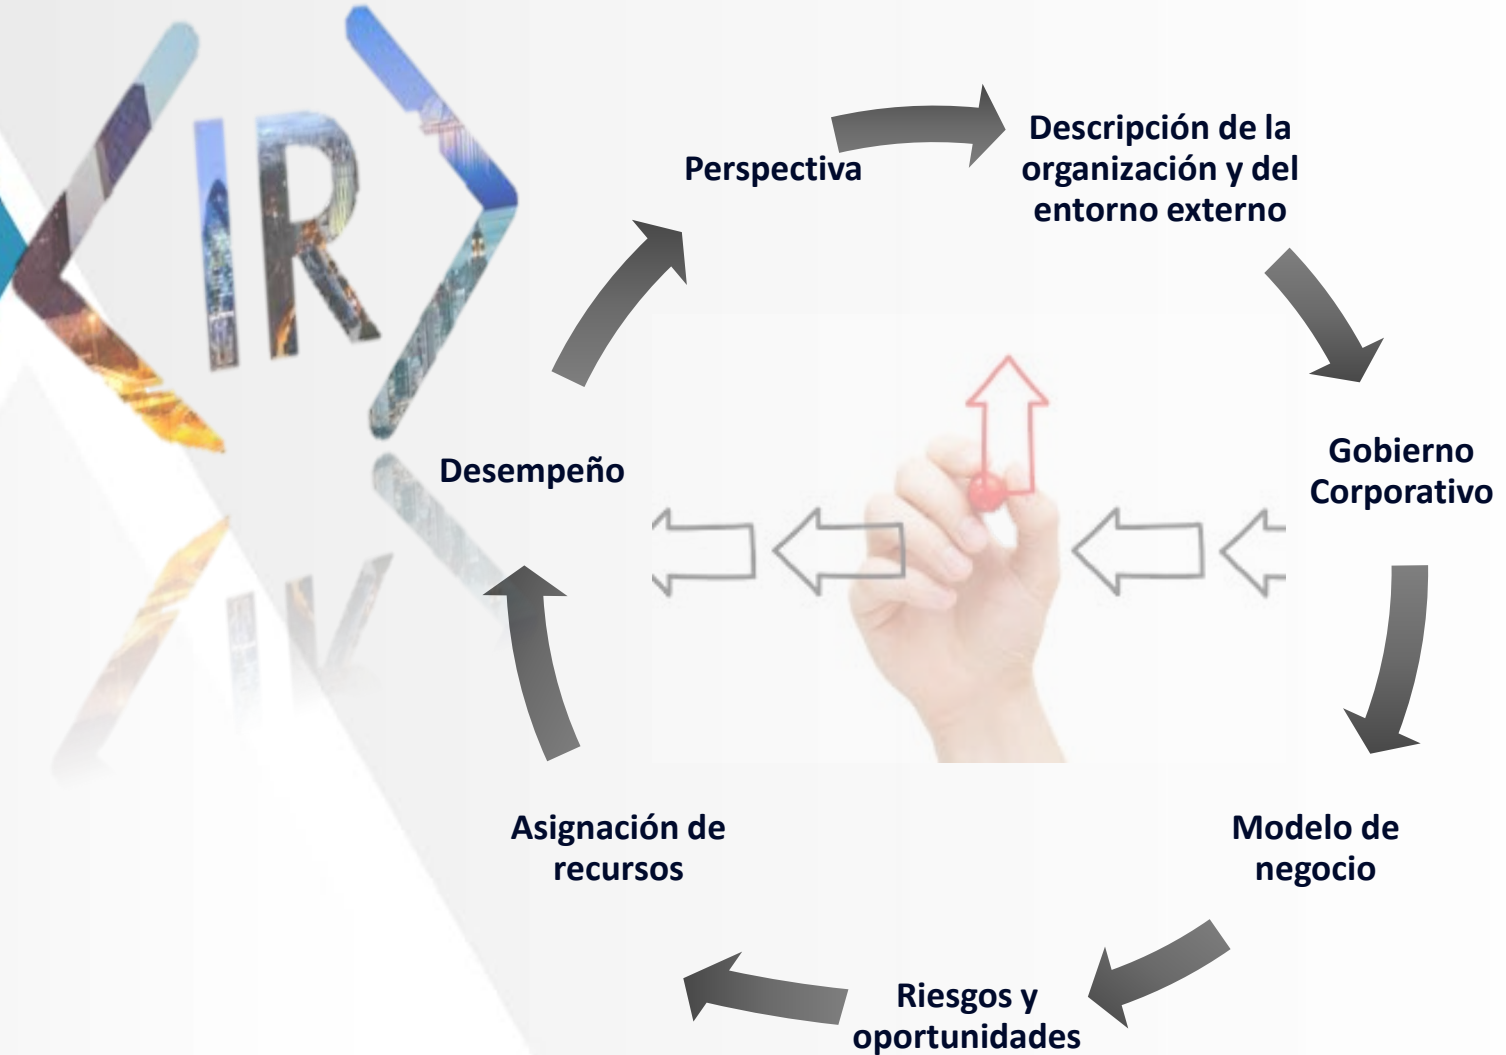 <IR>
Perspectiva
Descripción de la
organización y del
entorno externo
Gobierno
Corporativo
Modelo de
negocio
Riesgos y
oportunidades
Asignación de
recursos
Desempeño